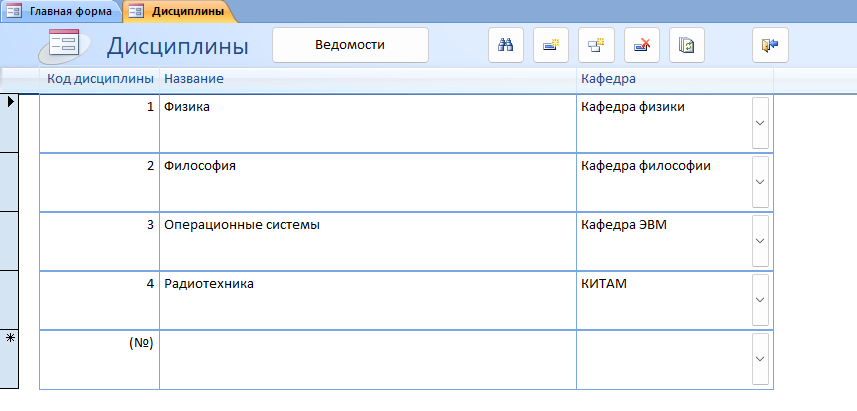 Главная форма Дисциплины
Дисциплины Ведомости
Код дисциплины Название Кафедра
1 Физика Кафедра физики
2 Философия Кафедра философии
3 Операционные системы Кафедра ЭВМ
4 Радиотехника КИТАМ
(№)